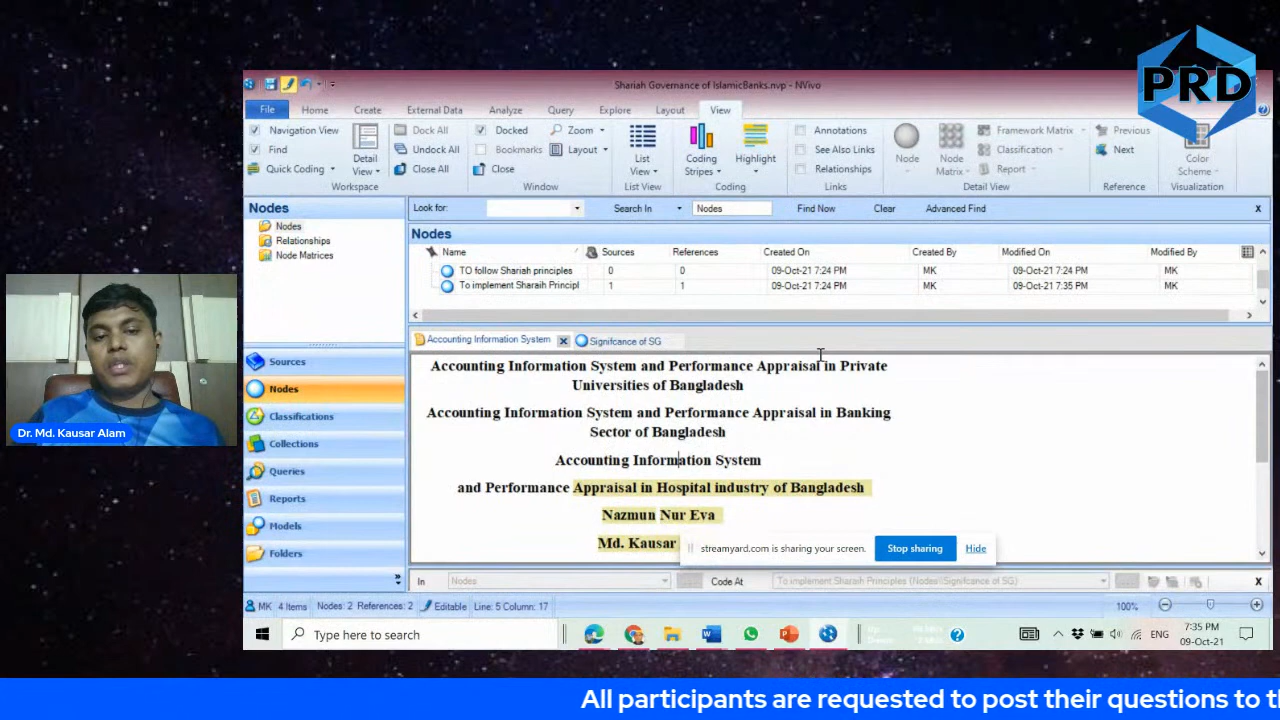 PRD
Shariah Governance of IslamicBanks.nvp - NVivo
File Home Create External Data Analyze Query Explore Layout View
Navigation View
Find
Quick Coding
Detail View
Workspace
Dock All
Undock All
Close All
Docked
Bookmarks
Close
Zoom
Layout
Window
List View
List View
Coding Stripes
Highlight
Coding
Annotations
See Also Links
Relationships
Links
Node
Node Matrix
Framework Matrix
Classification
Report
Detail View
Previous
Next
Reference
Color Scheme
Visualization
Nodes
Look for: Search In Nodes Find Now Clear Advanced Find X
Nodes
Relationships
Node Matrices
Nodes
Name Sources References Created On Created By Modified On Modified By
TO follow Shariah principles 0 0 09-Oct-21 7:24 PM MK 09-Oct-21 7:24 PM MK
To implement Sharaih Principl 1 1 09-Oct-21 7:24 PM MK 09-Oct-21 7:35 PM MK
Accounting Information System Signifcance of SG
Sources
Nodes
Classifications
Collections
Queries
Reports
Models
Folders
Accounting Information System and Performance Appraisal in Private
Universities of Bangladesh
Accounting Information System and Performance Appraisal in Banking
Sector of Bangladesh
Accounting Information System
and Performance Appraisal in Hospital industry of Bangladesh
Nazmun Nur Eva
Md. Kausar
streamyard.com is sharing your screen. Stop sharing Hide
In Nodes Code At To implement Sharaih Principles (Nodes\\Signifcance of SG) X
MK 4 Items Nodes: 2 References: 2 Editable Line: 5 Column: 17 100%
Type here to search
ENG
7:35 PM
09-Oct-21
Dr. Md. Kausar Alam
All participants are requested to post their questions to th